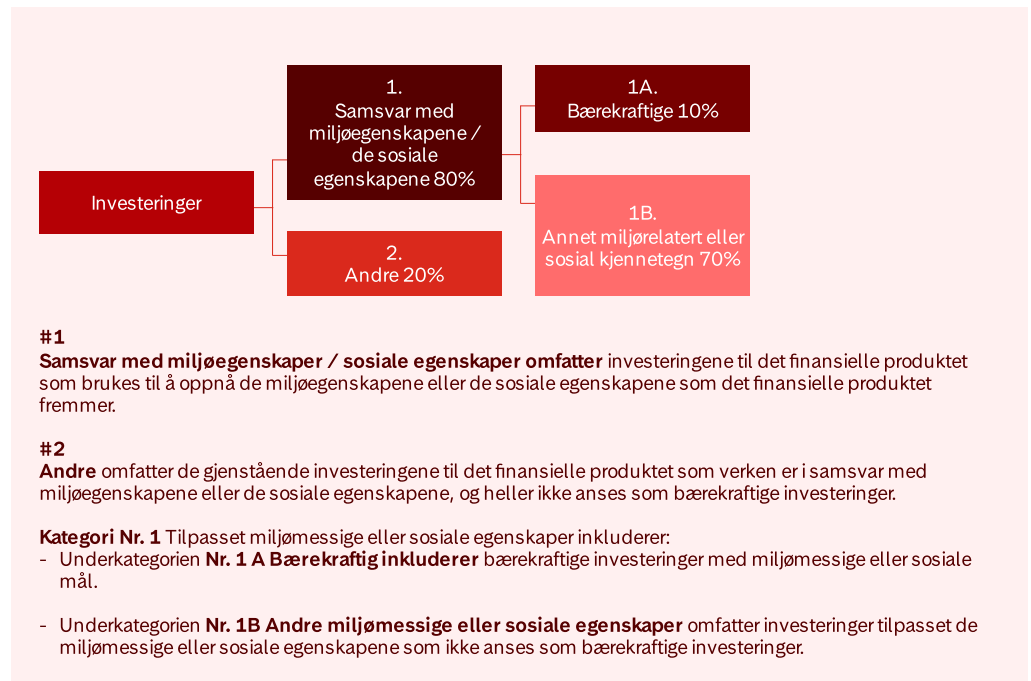 Investeringer
1.
Samsvar med
miljøegenskapene /
de sosiale
egenskapene 80%
2.
Andre 20%
1A.
Bærekraftige 10%
1B.
Annet miljørelatert eller
sosial kjennetegn 70%
#1
Samsvar med miljøegenskaper / sosiale egenskaper omfatter investeringene til det finansielle produktet
som brukes til å oppnå de miljøegenskapene eller de sosiale egenskapene som det finansielle produktet
fremmer.
#2
Andre omfatter de gjenstående investeringene til det finansielle produktet som verken er i samsvar med
miljøegenskapene eller de sosiale egenskapene, og heller ikke anses som bærekraftige investeringer.
Kategori Nr. 1 Tilpasset miljømessige eller sosiale egenskaper inkluderer:
- Underkategorien Nr. 1 A Bærekraftig inkluderer bærekraftige investeringer med miljømessige eller sosiale
mål.
- Underkategorien Nr. 1B Andre miljømessige eller sosiale egenskaper omfatter investeringer tilpasset de
miljømessige eller sosiale egenskapene som ikke anses som bærekraftige investeringer.